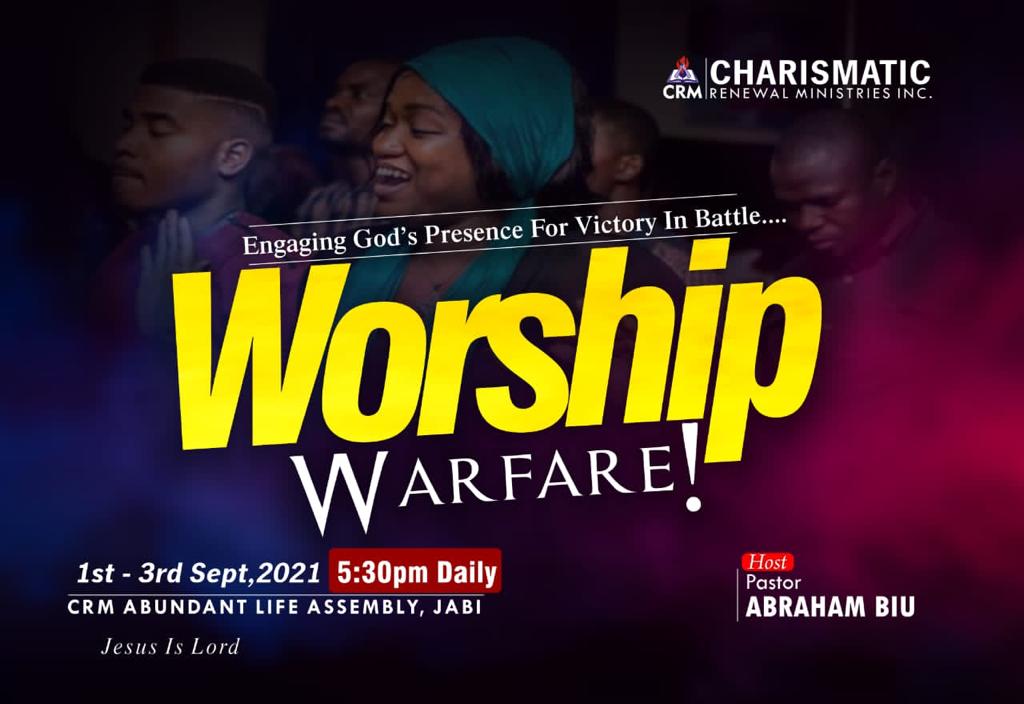 CRM
CHARISMATIC
RENEWAL MINISTRIES INC.
Engaging God's Presence For Victory In Battle....
Worship
WARFARE!
1st - 3rd Sept,2021 5:30pm Daily
CRM ABUNDANT LIFE ASSEMBLY, JABI
Jesus Is Lord
Host
Pastor
ABRAHAM BIU